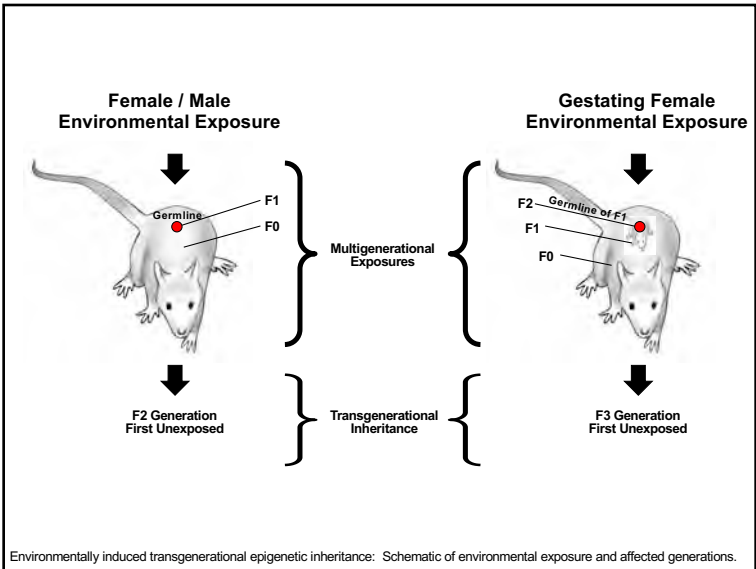 Female / Male
Environmental Exposure
Germline
F1
F0
Multigenerational
Exposures
Gestating Female
Environmental Exposure
Germline of F1
F2
F1
F0
F2 Generation
First Unexposed
Transgenerational
Inheritance
F3 Generation
First Unexposed
Environmentally induced transgenerational epigenetic inheritance: Schematic of environmental exposure and affected generations.